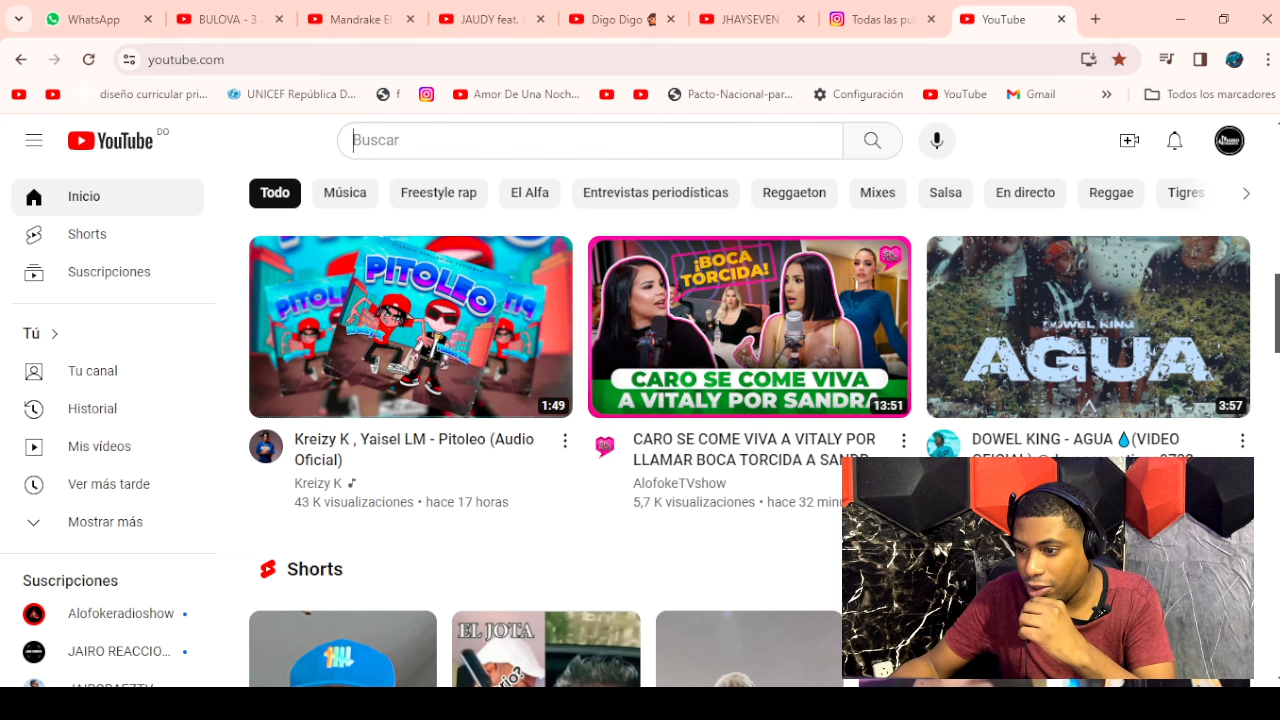 WhatsApp
BULOVA - 3
Mandrake El
JAUDY feat.
Digo Digo
JHAYSEVEN
Todas las pu
YouTube
youtube.com
diseño curricular pri...
UNICEF República D...
f
Amor De Una Noch...
Pacto-Nacional-par...
Configuración
YouTube
Gmail
Todos los marcadores
YouTube DO
Buscar
Todo
Música
Freestyle rap
El Alfa
Entrevistas periodísticas
Reggaeton
Mixes
Salsa
En directo
Reggae
Tigres
Inicio
Shorts
Suscripciones
Tú
Tu canal
Historial
Mis vídeos
Ver más tarde
Mostrar más
Suscripciones
Alofokeradioshow
JAIRO REACCIO...
PITOLEO
1:49
Kreizy K , Yaisel LM - Pitoleo (Audio
Oficial)
Kreizy K
43 K visualizaciones • hace 17 horas
¡BOCA
TORCIDA!
CARO SE COME VIVA
A VITALY POR SANDRA
13:51
CARO SE COME VIVA A VITALY POR
LLAMAR BOCA TORCIDA A SANDR
AlofokeTVshow
5,7 K visualizaciones • hace 32 minu
DOWEL KING
AGUA
3:57
DOWEL KING - AGUA 💧(VIDEO
Shorts
EL JOTA